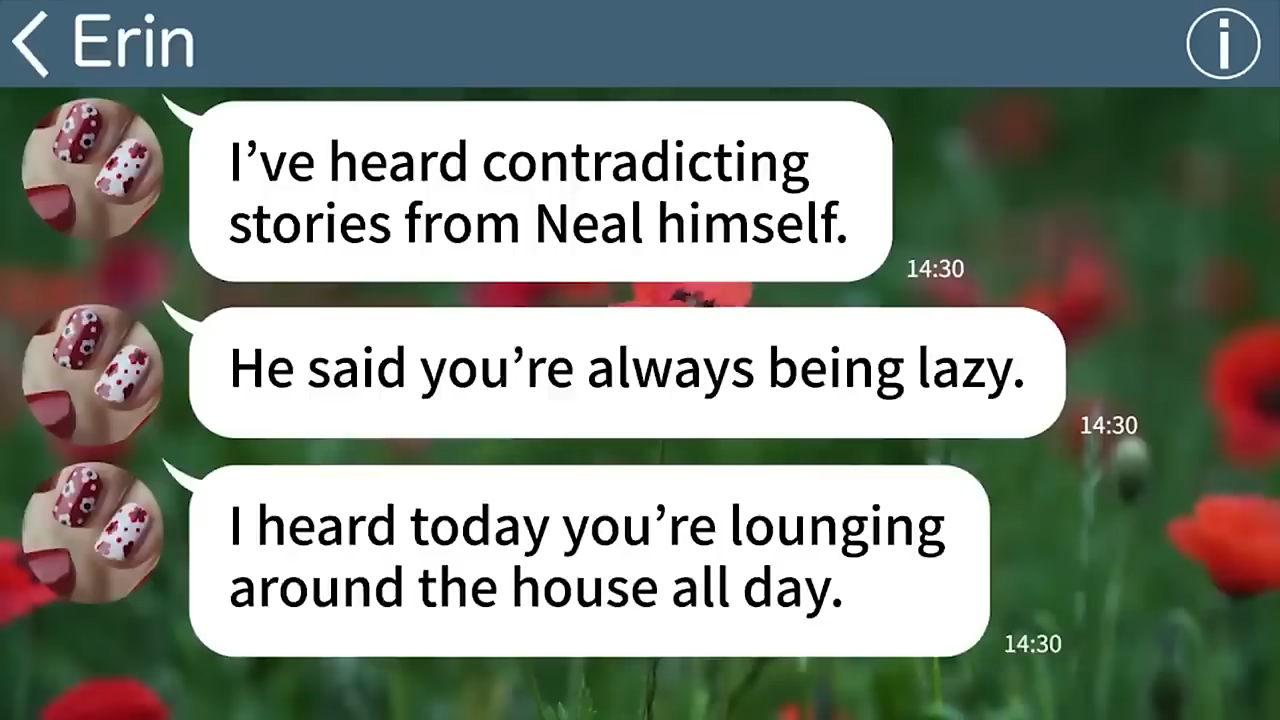 Erin
I’ve heard contradicting
stories from Neal himself.
14:30
He said you’re always being lazy.
14:30
I heard today you’re lounging
around the house all day.
14:30